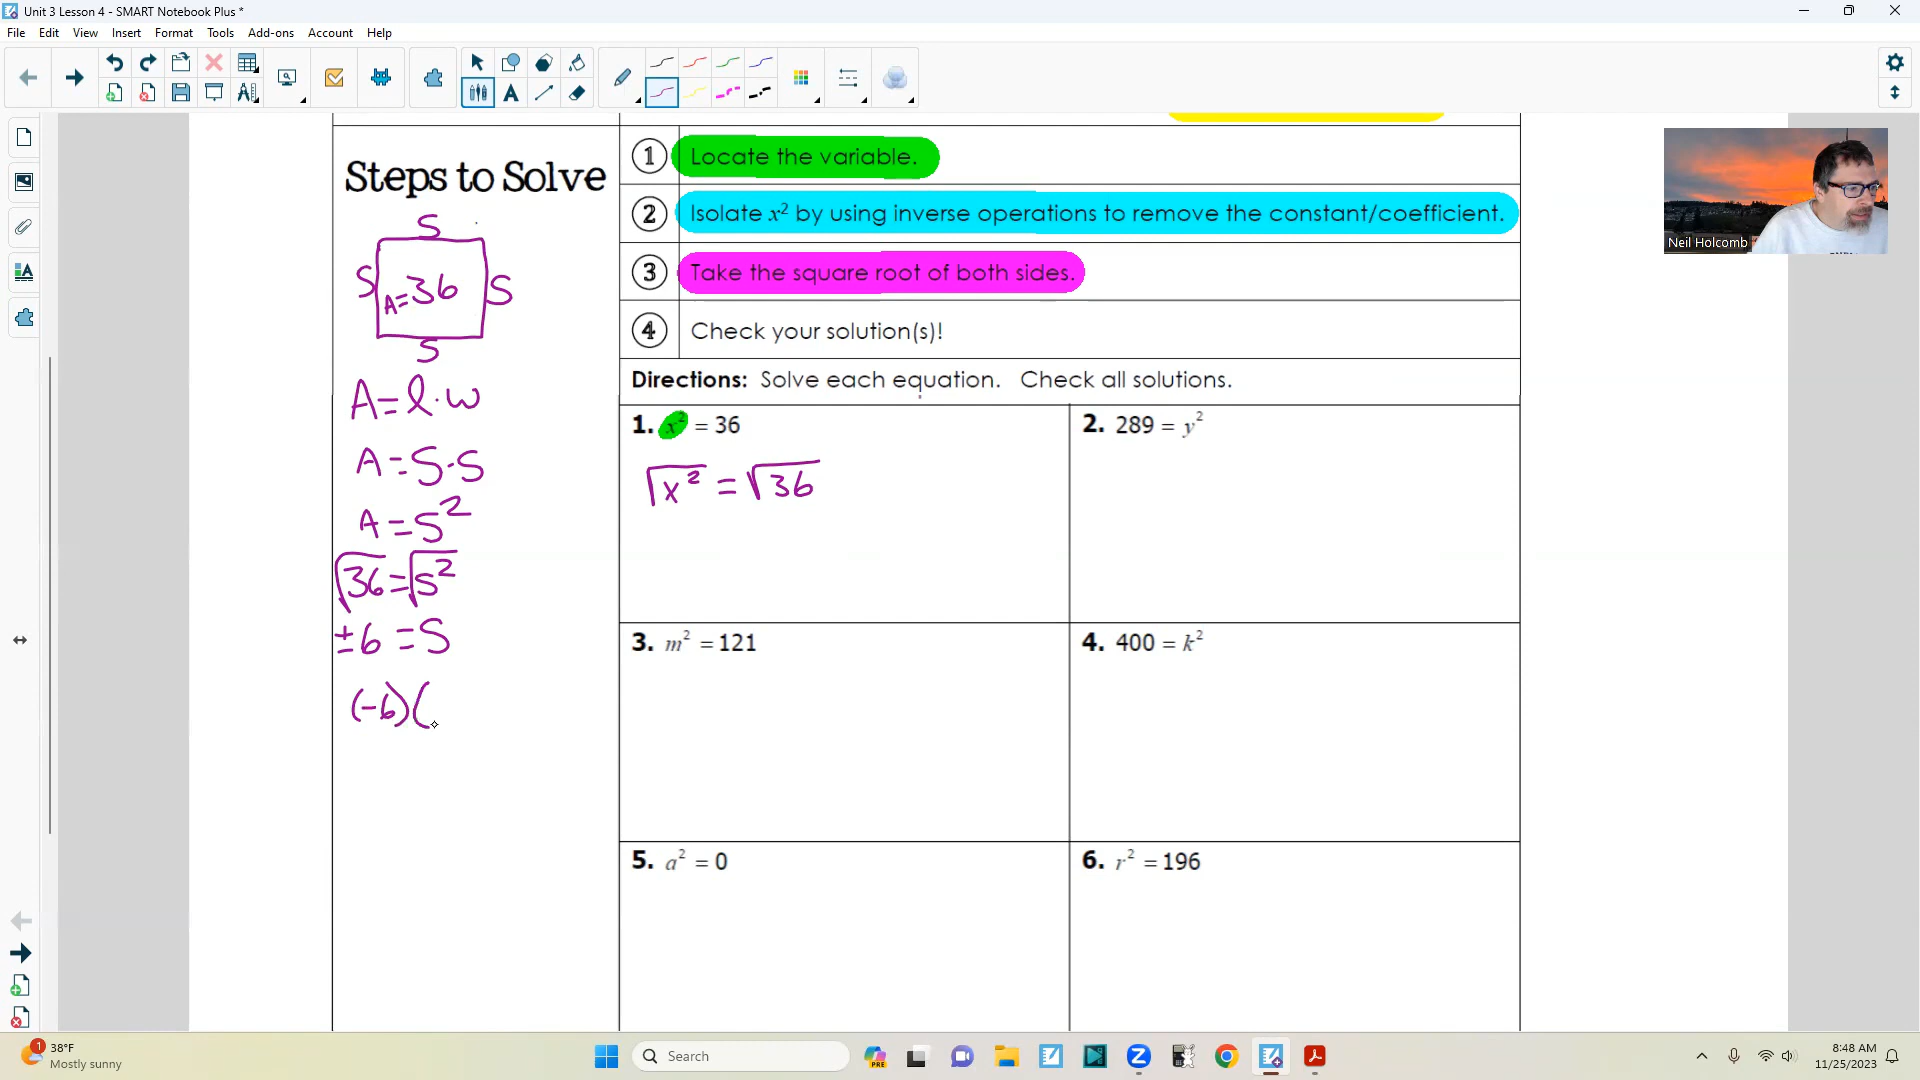 Unit 3 Lesson 4 - SMART Notebook Plus *
File Edit View Insert Format Tools Add-ons Account Help
Steps to Solve
1 Locate the variable.
2 Isolate x² by using inverse operations to remove the constant/coefficient.
3 Take the square root of both sides.
4 Check your solution(s)!
Directions: Solve each equation. Check all solutions.
S
S A=36 S
S
A=l·w
A=S·S
A=S²
√36=√S²
±6=S
(-6)(
1. x² = 36
√x² = √36
2. 289 = y²
3. m² = 121
4. 400 = k²
5. a² = 0
6. r² = 196
Neil Holcomb
1
38°F
Mostly sunny
Search
PRE
8:48 AM
11/25/2023